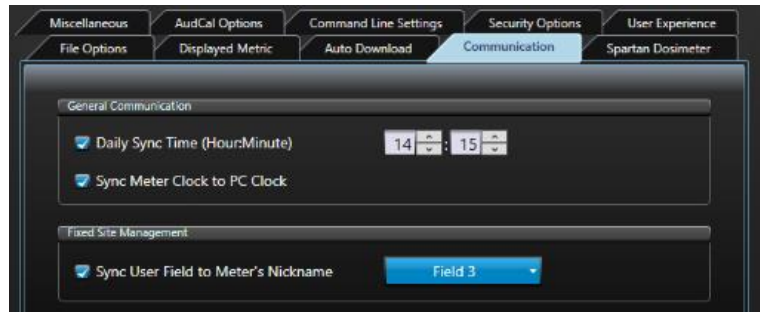 Miscellaneous AudCal Options Command Line Settings Security Options User Experience
File Options Displayed Metric Auto Download Communication Spartan Dosimeter
General Communication
Daily Sync Time (Hour:Minute) 14 : 15
Sync Meter Clock to PC Clock
Fixed Site Management
Sync User Field to Meter's Nickname Field 3